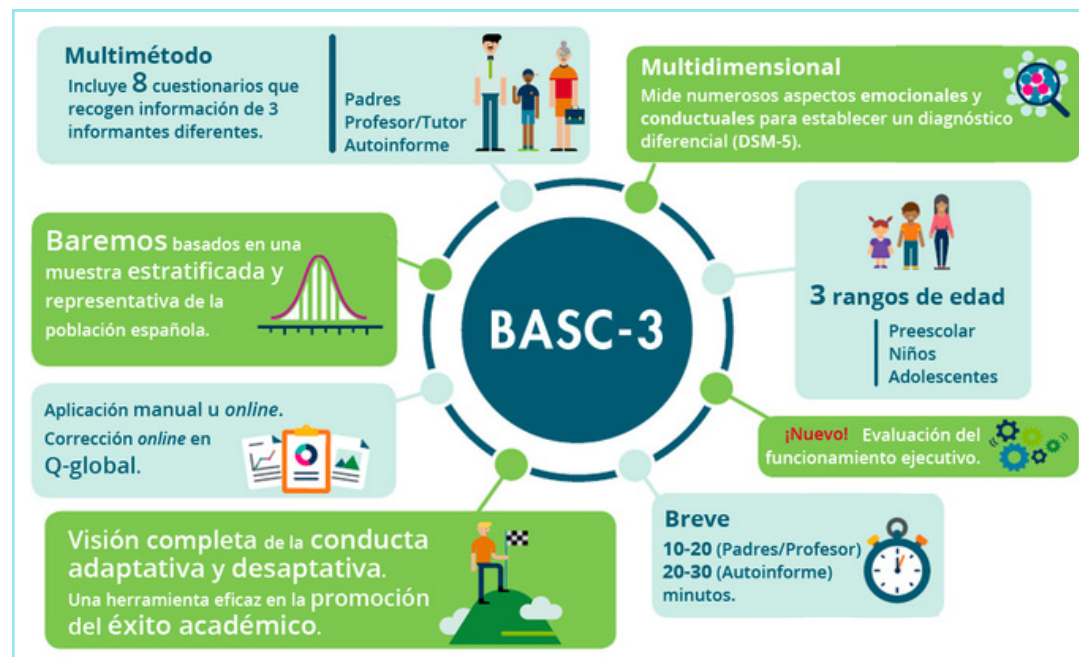 Multimétodo
Incluye 8 cuestionarios que
recogen información de 3
informantes diferentes.
Padres
Profesor/Tutor
Autoinforme
Multidimensional
Mide numerosos aspectos emocionales y
conductuales para establecer un diagnóstico
diferencial (DSM-5).
Baremos basados en una
muestra estratificada y
representativa de la
población española.
BASC-3
3 rangos de edad
Preescolar
Niños
Adolescentes
Aplicación manual u online.
Corrección online en
Q-global.
¡Nuevo! Evaluación del
funcionamiento ejecutivo.
Visión completa de la conducta
adaptativa y desaptativa.
Una herramienta eficaz en la promoción
del éxito académico.
Breve
10-20 (Padres/Profesor)
20-30 (Autoinforme)
minutos.